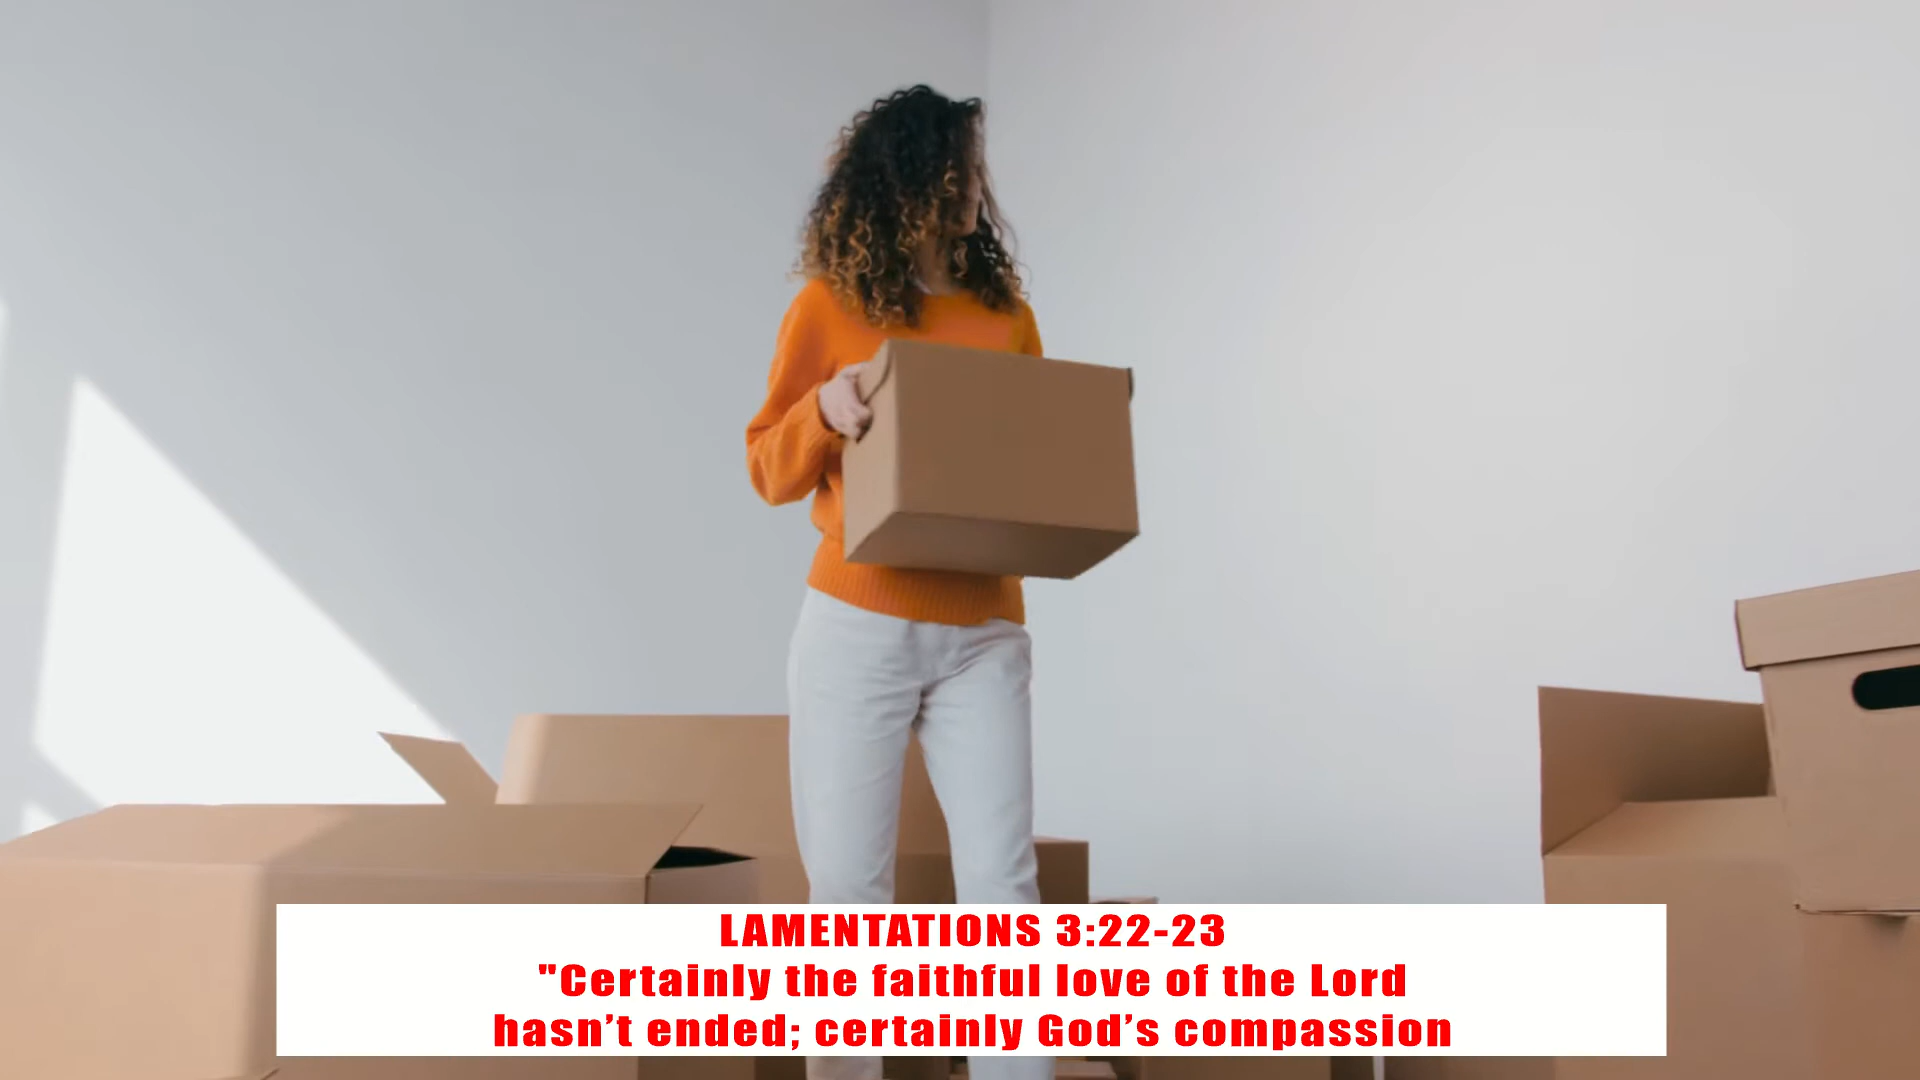 LAMENTATIONS 3:22-23
"Certainly the faithful love of the Lord
hasn’t ended; certainly God’s compassion